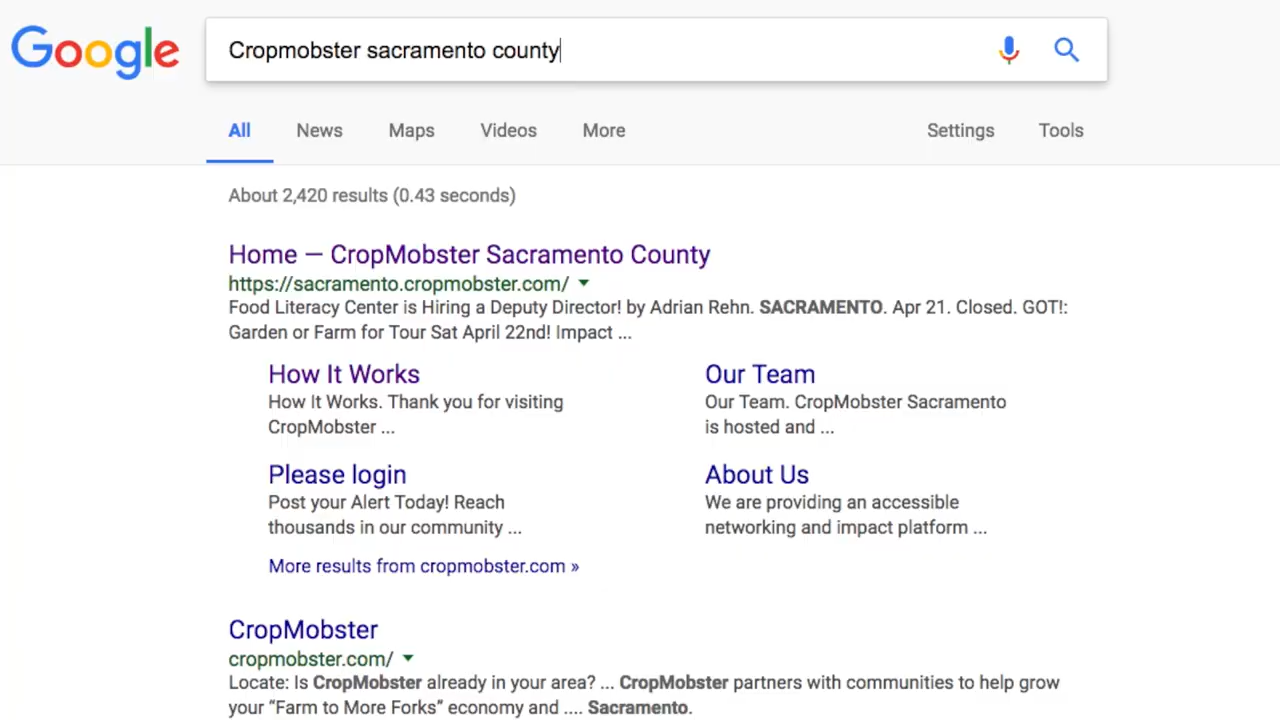 Google
Cropmobster sacramento county
All News Maps Videos More Settings Tools
About 2,420 results (0.43 seconds)
Home — CropMobster Sacramento County
https://sacramento.cropmobster.com/
Food Literacy Center is Hiring a Deputy Director! by Adrian Rehn. SACRAMENTO. Apr 21. Closed. GOT!:
Garden or Farm for Tour Sat April 22nd! Impact ...
How It Works
How It Works. Thank you for visiting
CropMobster ...
Our Team
Our Team. CropMobster Sacramento
is hosted and ...
Please login
Post your Alert Today! Reach
thousands in our community ...
About Us
We are providing an accessible
networking and impact platform ...
More results from cropmobster.com »
CropMobster
cropmobster.com/
Locate: Is CropMobster already in your area? ... CropMobster partners with communities to help grow
your “Farm to More Forks” economy and .... Sacramento.